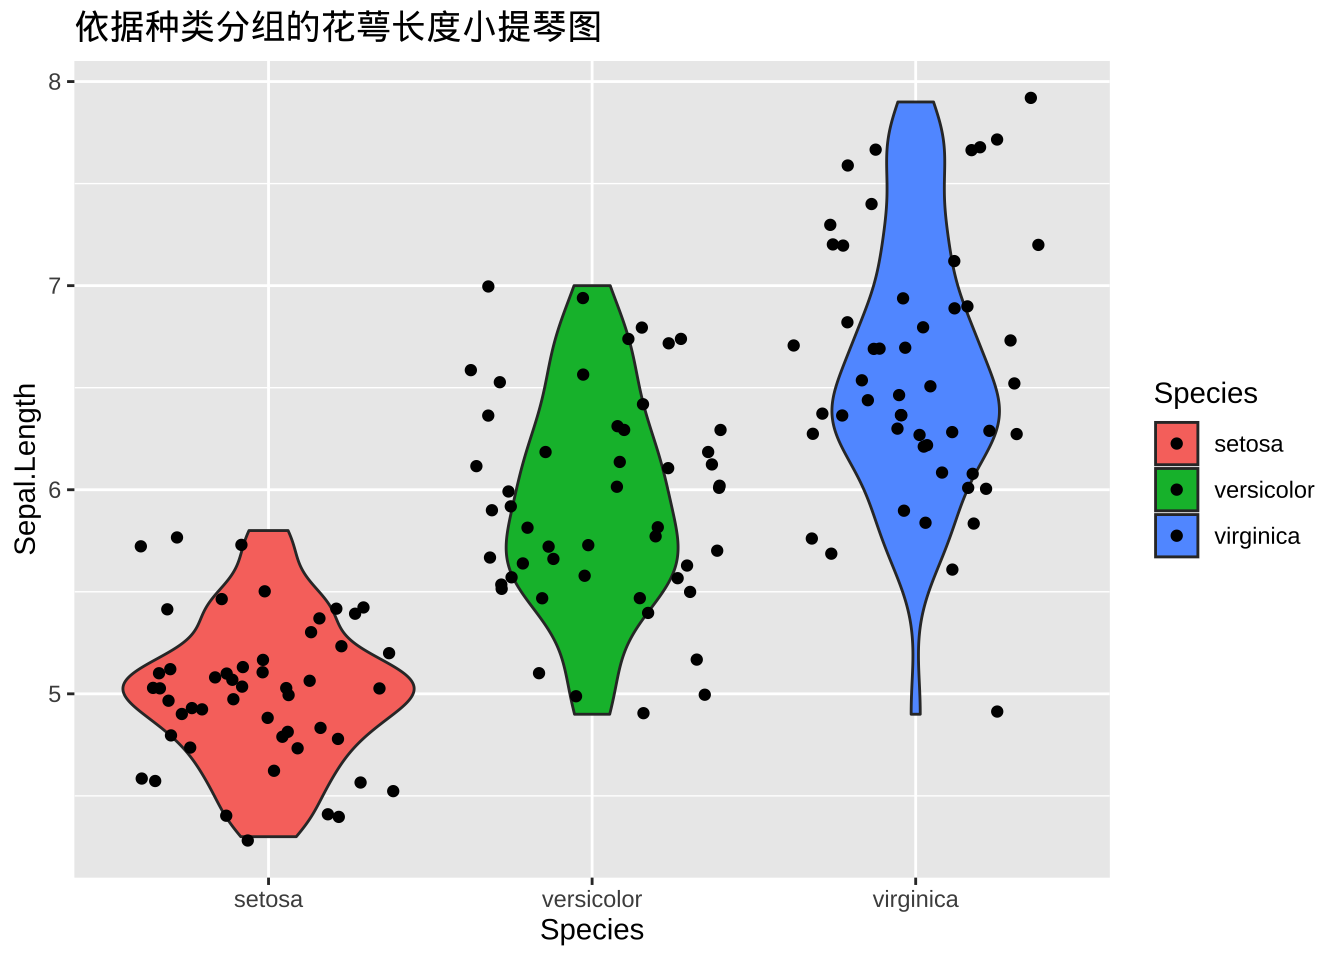 依据种类分组的花萼长度小提琴图
8
7
6
5
Sepal.Length
setosa
versicolor
virginica
Species
Species
setosa
versicolor
virginica